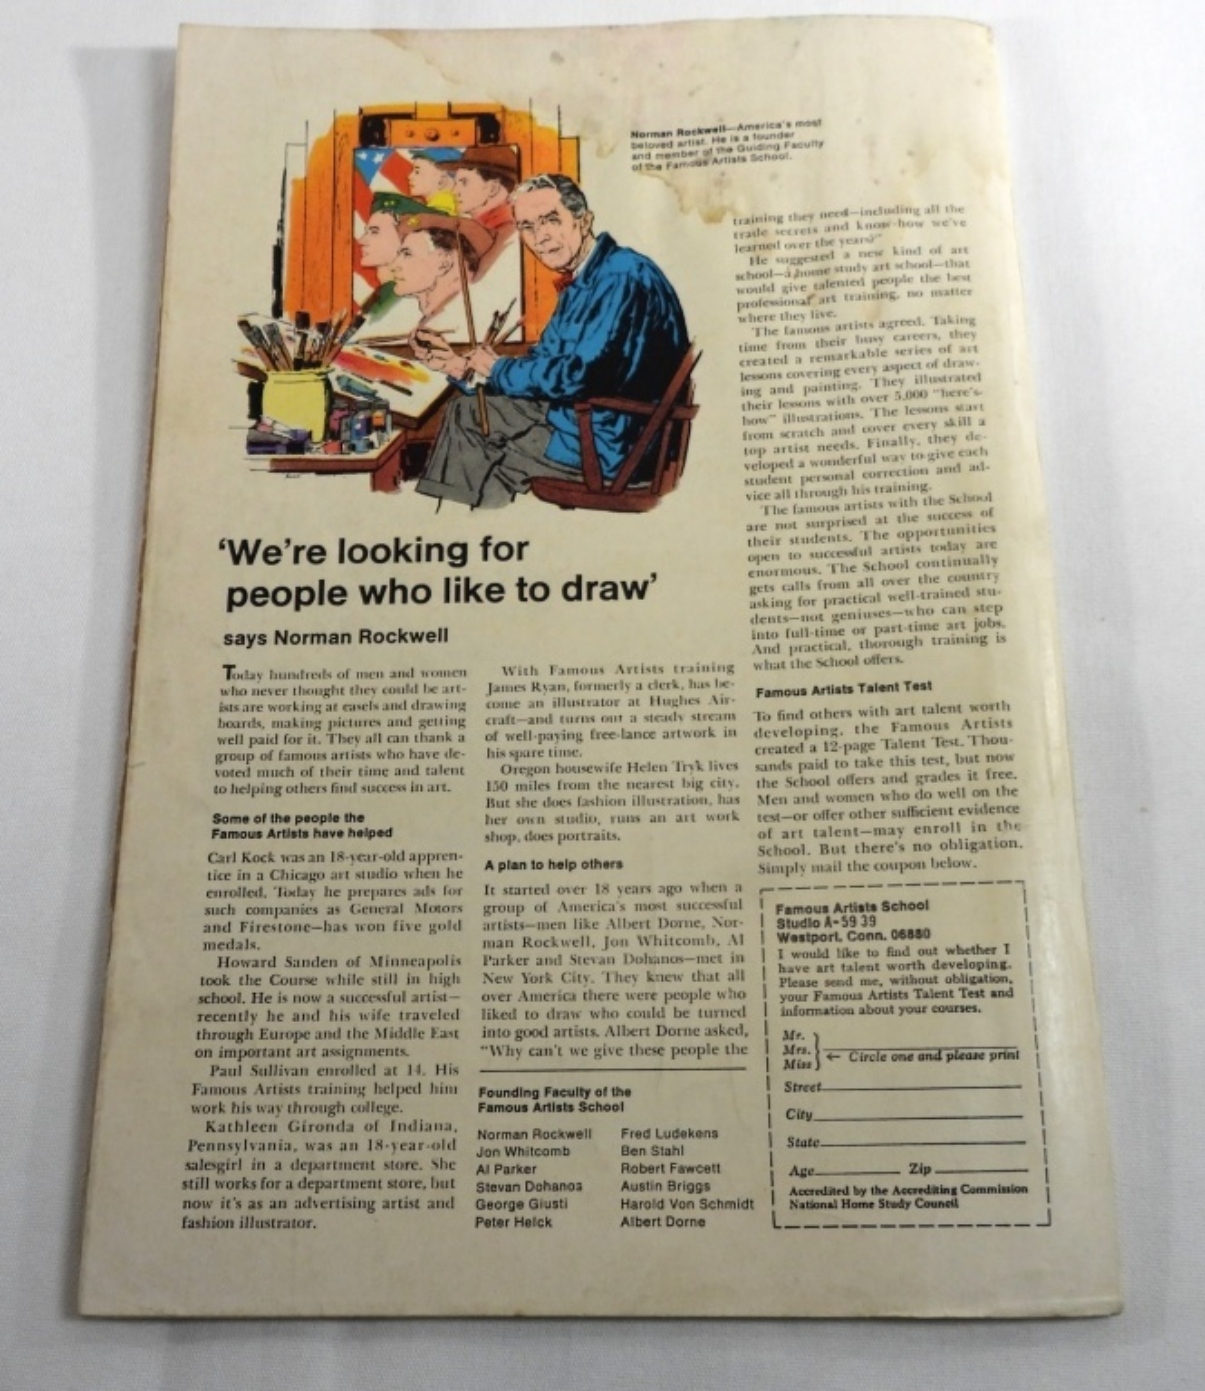 Norman Rockwell—America's most
beloved artist. He is a founder
and member of the Guiding Faculty
of the Famous Artists School.
'We're looking for
people who like to draw'
says Norman Rockwell
Today hundreds of men and women
who never thought they could be art-
ists are working at easels and drawing
boards, making pictures and getting
well paid for it. They all can thank a
group of famous artists who have de-
voted much of their time and talent
to helping others find success in art.
Some of the people the
Famous Artists have helped
Carl Kock was an 18-year-old appren-
tice in a Chicago art studio when he
enrolled. Today he prepares ads for
such companies as General Motors
and Firestone—has won five gold
medals.
Howard Sanden of Minneapolis
took the Course while still in high
school. He is now a successful artist—
recently he and his wife traveled
through Europe and the Middle East
on important art assignments.
Paul Sullivan enrolled at 14. His
Famous Artists training helped him
work his way through college.
Kathleen Gironda of Indiana,
Pennsylvania, was an 18-year-old
salesgirl in a department store. She
still works for a department store, but
now it's as an advertising artist and
fashion illustrator.
With Famous Artists training
James Ryan, formerly a clerk, has be-
come an illustrator at Hughes Air-
craft—and turns out a steady stream
of well-paying free-lance artwork in
his spare time.
Oregon housewife Helen Tryk lives
150 miles from the nearest big city.
But she does fashion illustration, has
her own studio, runs an art work
shop, does portraits.
A plan to help others
It started over 18 years ago when a
group of America's most successful
artists—men like Albert Dorne, Nor-
man Rockwell, Jon Whitcomb, Al
Parker and Stevan Dohanos—met in
New York City. They knew that all
over America there were people who
liked to draw who could be turned
into good artists. Albert Dorne asked,
"Why can't we give these people the
Founding Faculty of the
Famous Artists School
Norman Rockwell
Jon Whitcomb
Al Parker
Stevan Dohanos
George Giusti
Peter Helck
Fred Ludekens
Ben Stahl
Robert Fawcett
Austin Briggs
Harold Von Schmidt
Albert Dorne
training they need—including all the
trade secrets and know-how we've
learned over the years?"
He suggested a new kind of art
school—a home study art school—that
would give talented people the best
professional art training, no matter
where they live.
The famous artists agreed. Taking
time from their busy careers, they
created a remarkable series of art
lessons covering every aspect of draw-
ing and painting. They illustrated
their lessons with over 5,000 "here's-
how" illustrations. The lessons start
from scratch and cover every skill a
top artist needs. Finally, they de-
veloped a wonderful way to give each
student personal correction and ad-
vice all through his training.
The famous artists with the School
are not surprised at the success of
their students. The opportunities
open to successful artists today are
enormous. The School continually
gets calls from all over the country
asking for practical well-trained stu-
dents—not geniuses—who can step
into full-time or part-time art jobs.
And practical, thorough training is
what the School offers.
Famous Artists Talent Test
To find others with art talent worth
developing, the Famous Artists
created a 12-page Talent Test. Thou-
sands paid to take this test, but now
the School offers and grades it free.
Men and women who do well on the
test—or offer other sufficient evidence
of art talent—may enroll in the
School. But there's no obligation.
Simply mail the coupon below.
Famous Artists School
Studio A-5939
Westport, Conn. 06880
I would like to find out whether I
have art talent worth developing.
Please send me, without obligation,
your Famous Artists Talent Test and
information about your courses.
Mr.
Mrs.
Miss
← Circle one and please print
Street
City
State
Age Zip
Accredited by the Accrediting Commission
National Home Study Council